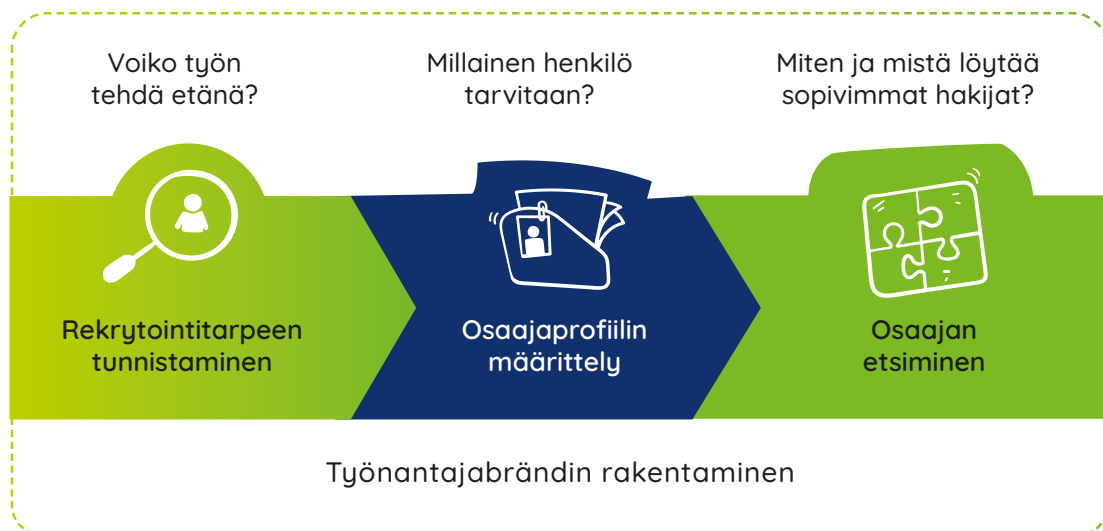 Voiko työn
tehdä etänä?
Millainen henkilö
tarvitaan?
Miten ja mistä löytää
sopivimmat hakijat?
Rekrytointitarpeen
tunnistaminen
Osaajaprofiilin
määrittely
Osaajan
etsiminen
Työnantajabrändin rakentaminen